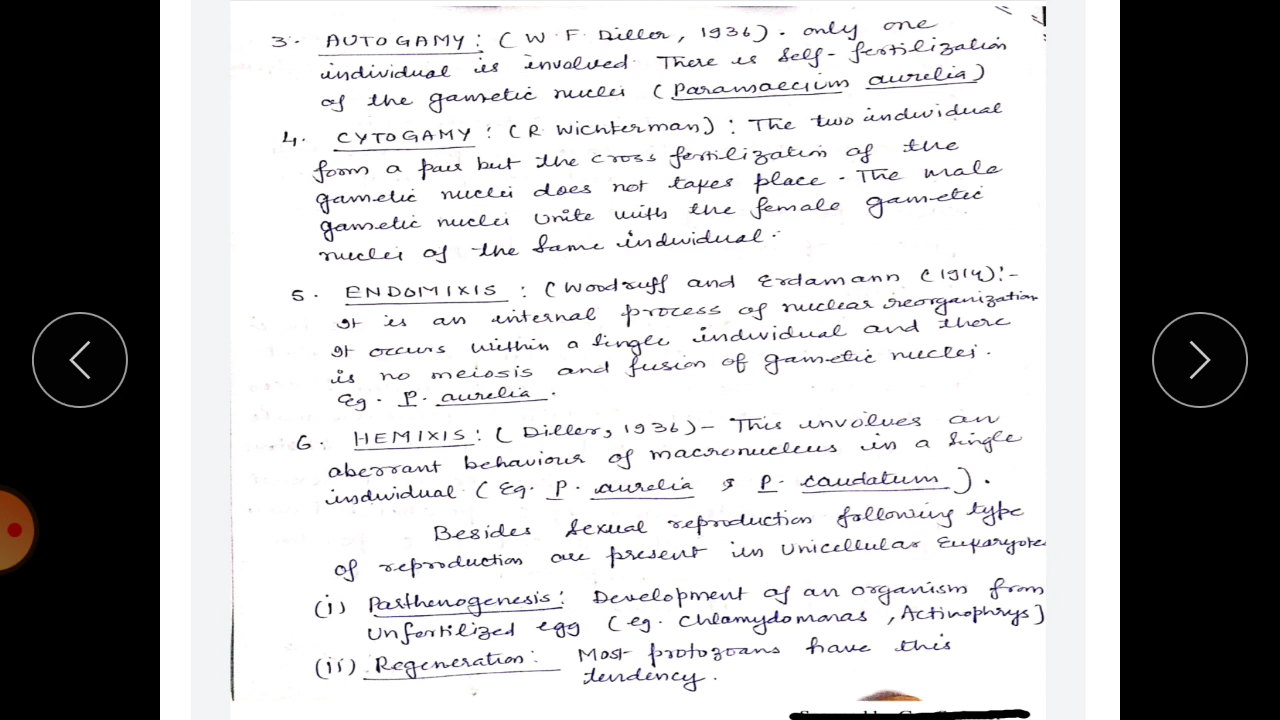 3. AUTOGAMY: (W. F. Diller, 1936). only one
individual is involved. There is self-fertilization
of the gametic nuclei (Paramaecium aurelia)
4. CYTOGAMY: (R. Wichterman): The two individual
form a pair but the cross fertilization of the
gametic nuclei does not takes place. The male
gametic nuclei unite with the female gametic
nuclei of the same individual.
5. ENDOMIXIS: (Woodruff and Erdamann (1914):-
It is an internal process of nuclear reorganization
It occurs within a single individual and there
is no meiosis and fusion of gametic nuclei.
Eg. P. aurelia.
6. HEMIXIS: (Diller, 1936)- This involves an
aberrant behaviour of macronucleus in a single
individual (Eg. P. aurelia & P. caudatum).
Besides sexual reproduction following type
of reproduction are present in unicellular Eukaryote
(i) Parthenogenesis: Development of an organism from
unfertilized egg (eg. Chlamydomonas, Actinophrys)
(ii) Regeneration: Most protozoans have this
tendency.